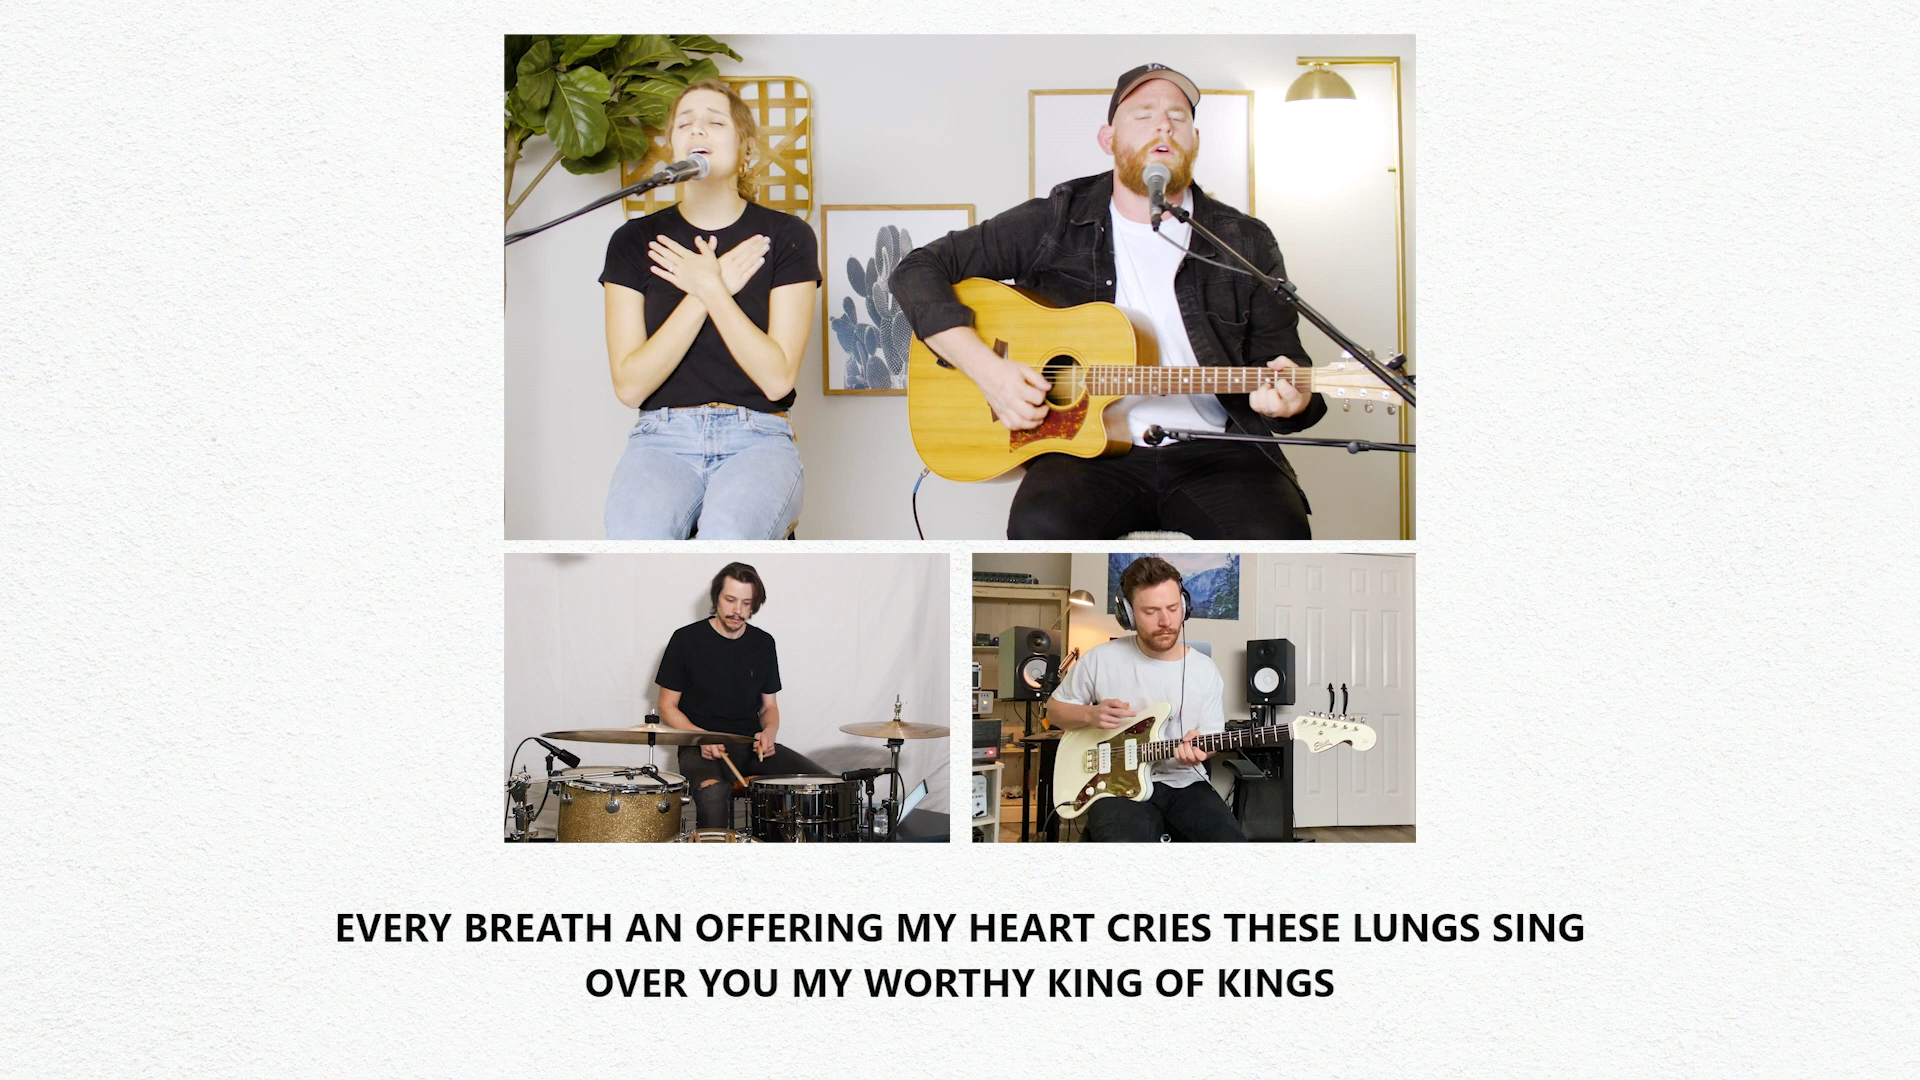 EVERY BREATH AN OFFERING MY HEART CRIES THESE LUNGS SING
OVER YOU MY WORTHY KING OF KINGS